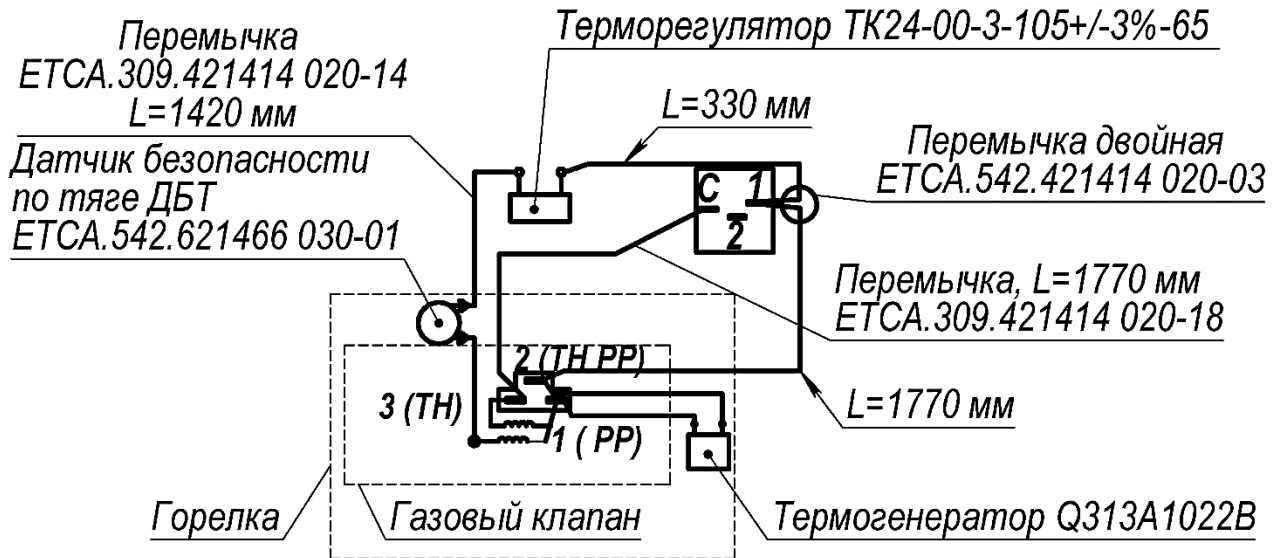 Перемычка
ЕТСА.309.421414 020-14
L=1420 мм
Терморегулятор ТК24-00-3-105+/-3%-65
L=330 мм
Перемычка двойная
ЕТСА.542.421414 020-03
Датчик безопасности
по тяге ДБТ
ЕТСА.542.621466 030-01
С 1
2
Перемычка, L=1770 мм
ЕТСА.309.421414 020-18
2 (ТН РР)
3 (ТН)
1 ( РР)
L=1770 мм
Горелка
Газовый клапан
Термогенератор Q313A1022B